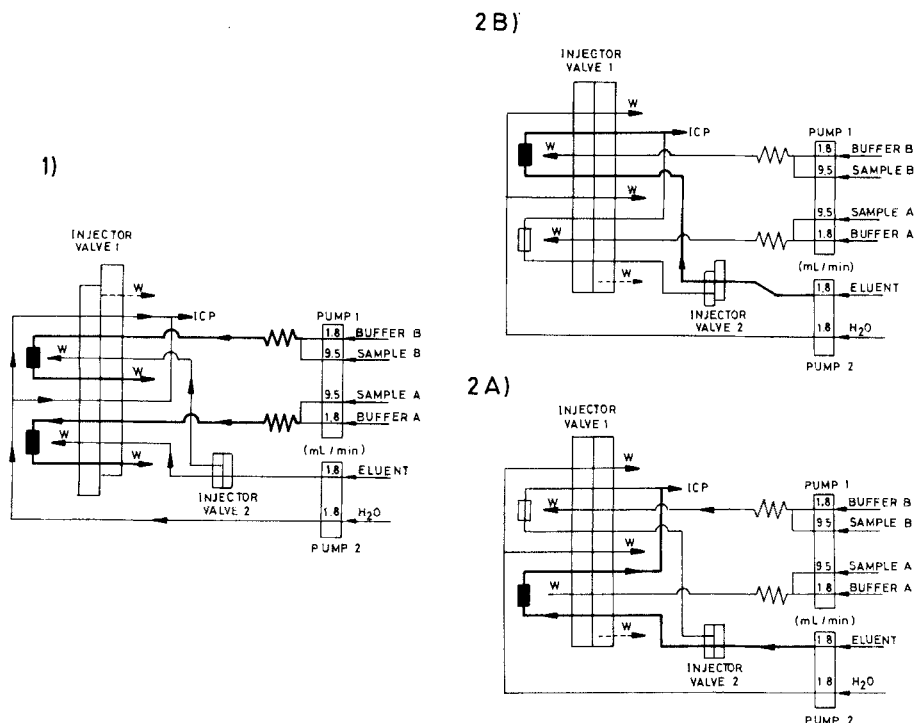 1)
INJECTOR
VALVE 1
W
ICP
W
W
W
W
PUMP 1
1.8 BUFFER B
9.5 SAMPLE B
9.5 SAMPLE A
1.8 BUFFER A
(mL/min)
1.8 ELUENT
INJECTOR
VALVE 2
1.8 H2O
PUMP 2
2B)
INJECTOR
VALVE 1
W
ICP
W
W
W
W
PUMP 1
1.8 BUFFER B
9.5 SAMPLE B
9.5 SAMPLE A
1.8 BUFFER A
(mL/min)
1.8 ELUENT
INJECTOR
VALVE 2
1.8 H2O
PUMP 2
2A)
INJECTOR
VALVE 1
W
ICP
W
W
W
W
PUMP 1
1.8 BUFFER B
9.5 SAMPLE B
9.5 SAMPLE A
1.8 BUFFER A
(mL/min)
1.8 ELUENT
INJECTOR
VALVE 2
1.8 H2O
PUMP 2